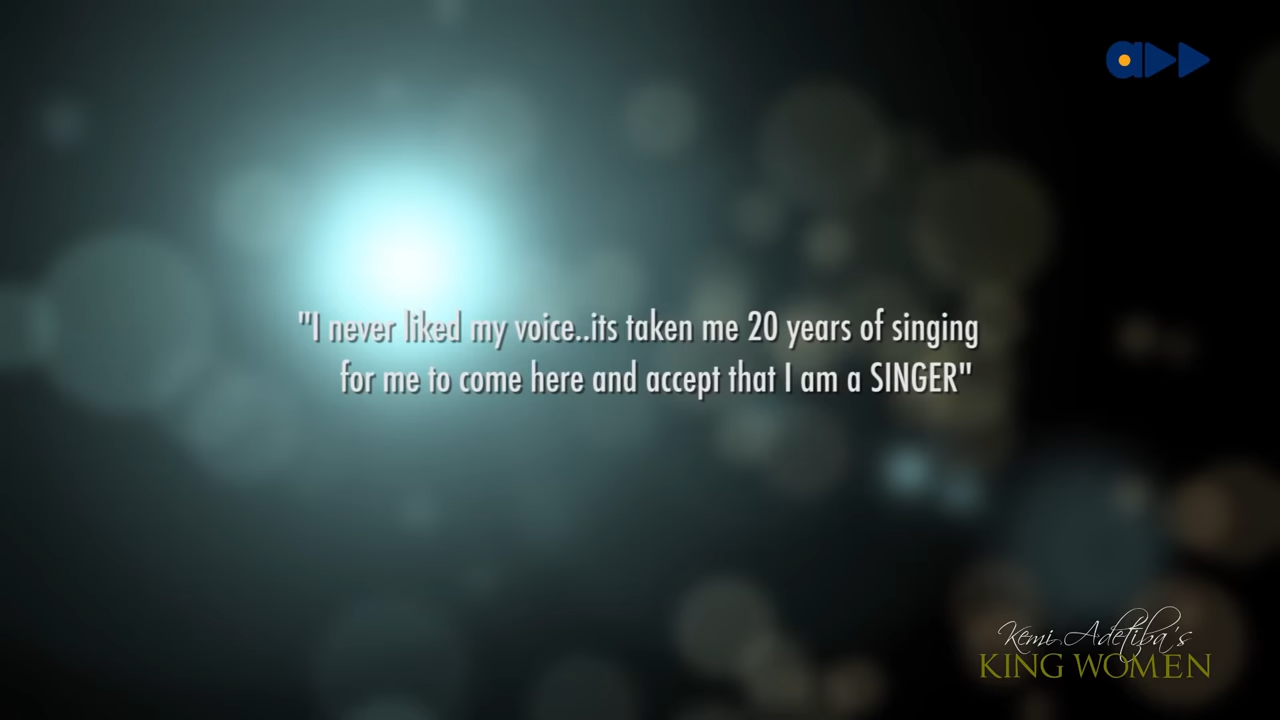 "I never liked my voice..its taken me 20 years of singing
for me to come here and accept that I am a SINGER"
Kemi Adetiba's
KING WOMEN